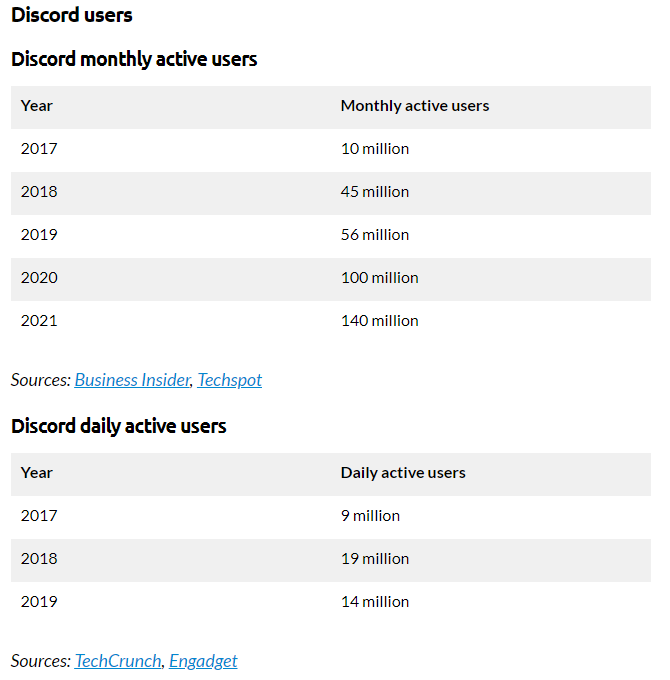 Discord users
Discord monthly active users
Year Monthly active users
2017 10 million
2018 45 million
2019 56 million
2020 100 million
2021 140 million
Sources: Business Insider, Techspot
Discord daily active users
Year Daily active users
2017 9 million
2018 19 million
2019 14 million
Sources: TechCrunch, Engadget